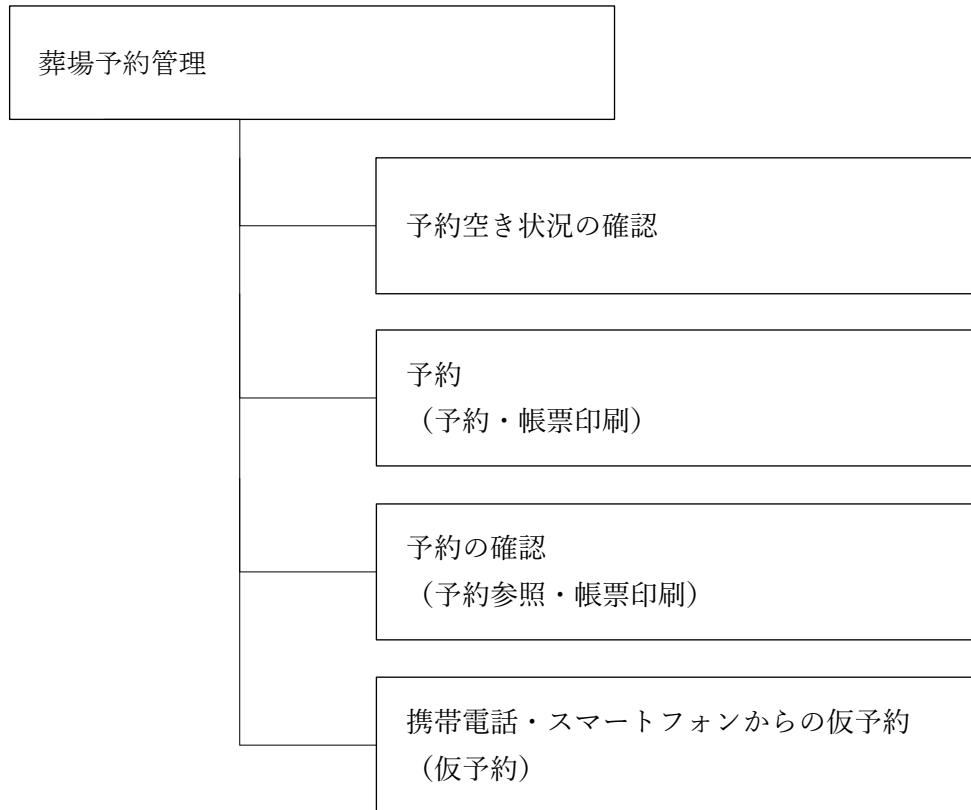 葬場予約管理
予約空き状況の確認
予約
（予約・帳票印刷）
予約の確認
（予約参照・帳票印刷）
携帯電話・スマートフォンからの仮予約
（仮予約）